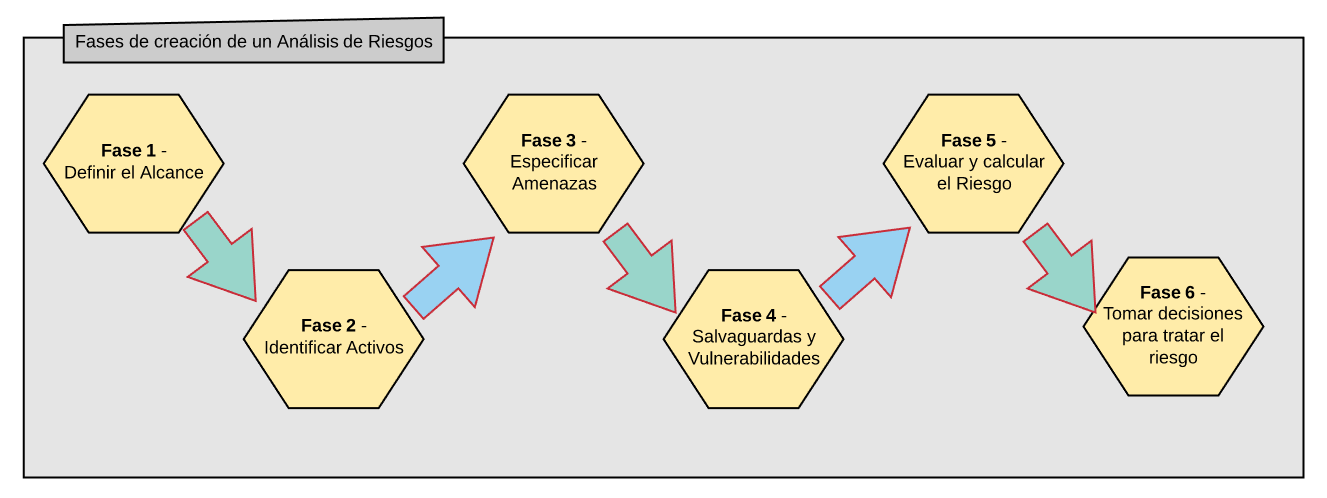 Fases de creación de un Análisis de Riesgos
Fase 1 -
Definir el Alcance
Fase 2 -
Identificar Activos
Fase 3 -
Especificar
Amenazas
Fase 4 -
Salvaguardas y
Vulnerabilidades
Fase 5 -
Evaluar y calcular
el Riesgo
Fase 6 -
Tomar decisiones
para tratar el
riesgo